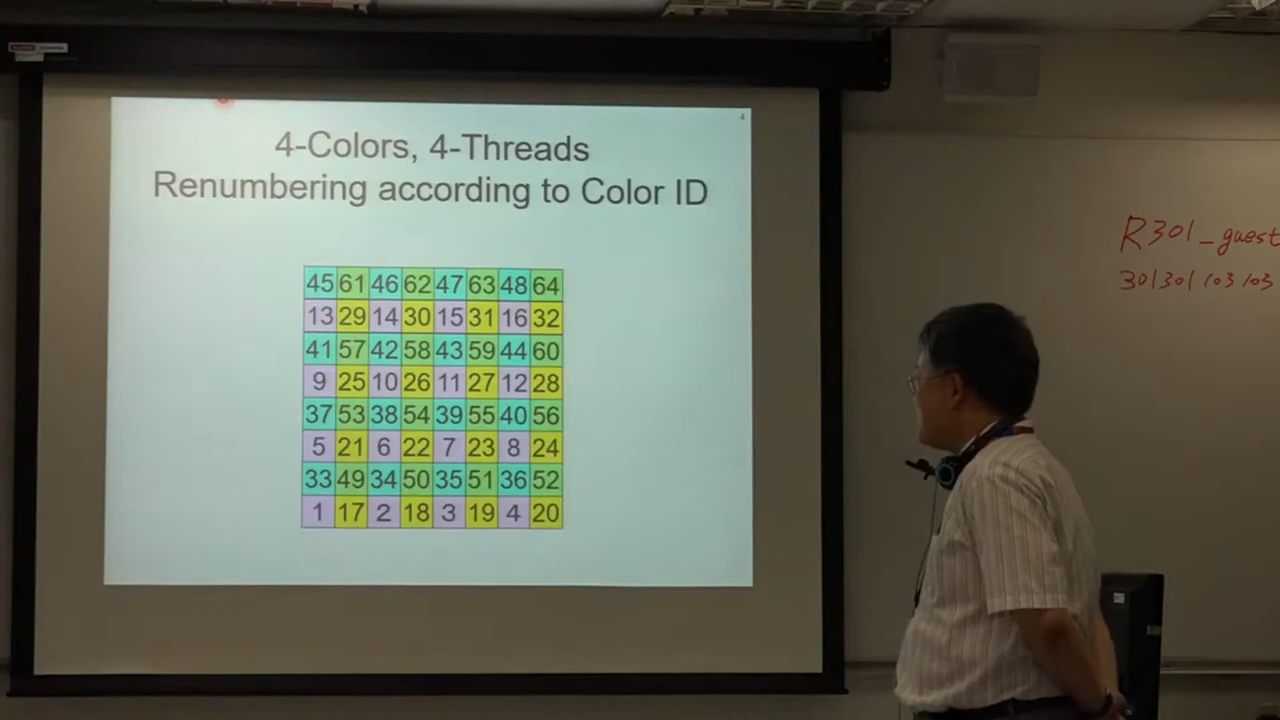 4
4-Colors, 4-Threads
Renumbering according to Color ID
45 61 46 62 47 63 48 64
13 29 14 30 15 31 16 32
41 57 42 58 43 59 44 60
9 25 10 26 11 27 12 28
37 53 38 54 39 55 40 56
5 21 6 22 7 23 8 24
33 49 34 50 35 51 36 52
1 17 2 18 3 19 4 20
R301_guest
301301103103